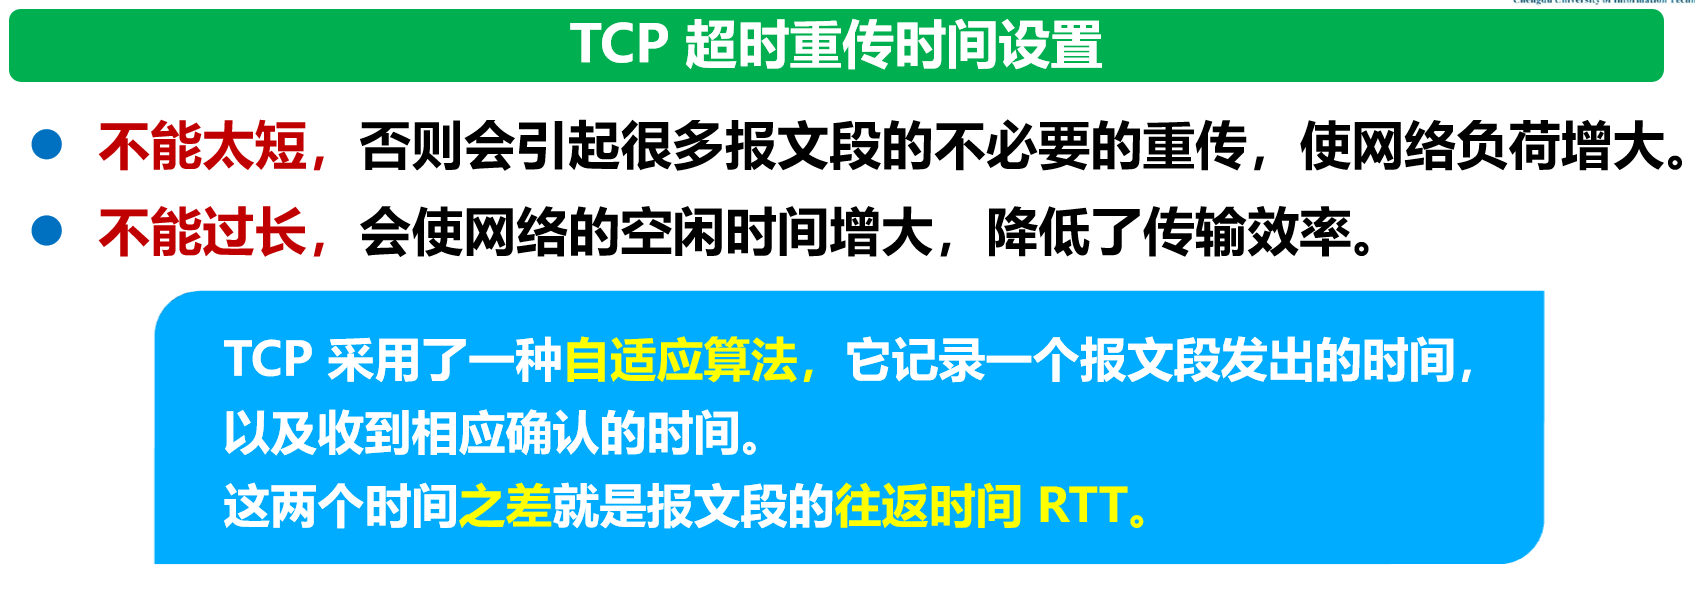 Chengdu University of Information Techn
TCP 超时重传时间设置
不能太短，否则会引起很多报文段的不必要的重传，使网络负荷增大。
不能过长，会使网络的空闲时间增大，降低了传输效率。
TCP 采用了一种自适应算法，它记录一个报文段发出的时间，
以及收到相应确认的时间。
这两个时间之差就是报文段的往返时间 RTT。